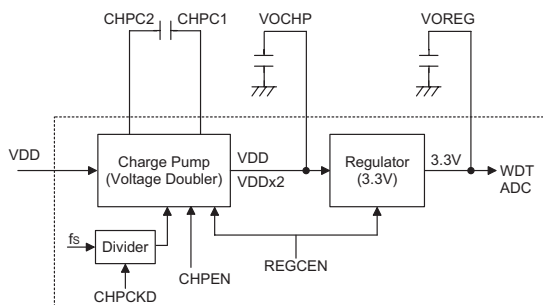 CHPC2 CHPC1 VOCHP VOREG
VDD
Charge Pump
(Voltage Doubler)
VDD
VDDx2
Regulator
(3.3V)
3.3V
WDT
ADC
fS
Divider
CHPEN
REGCEN
CHPCKD